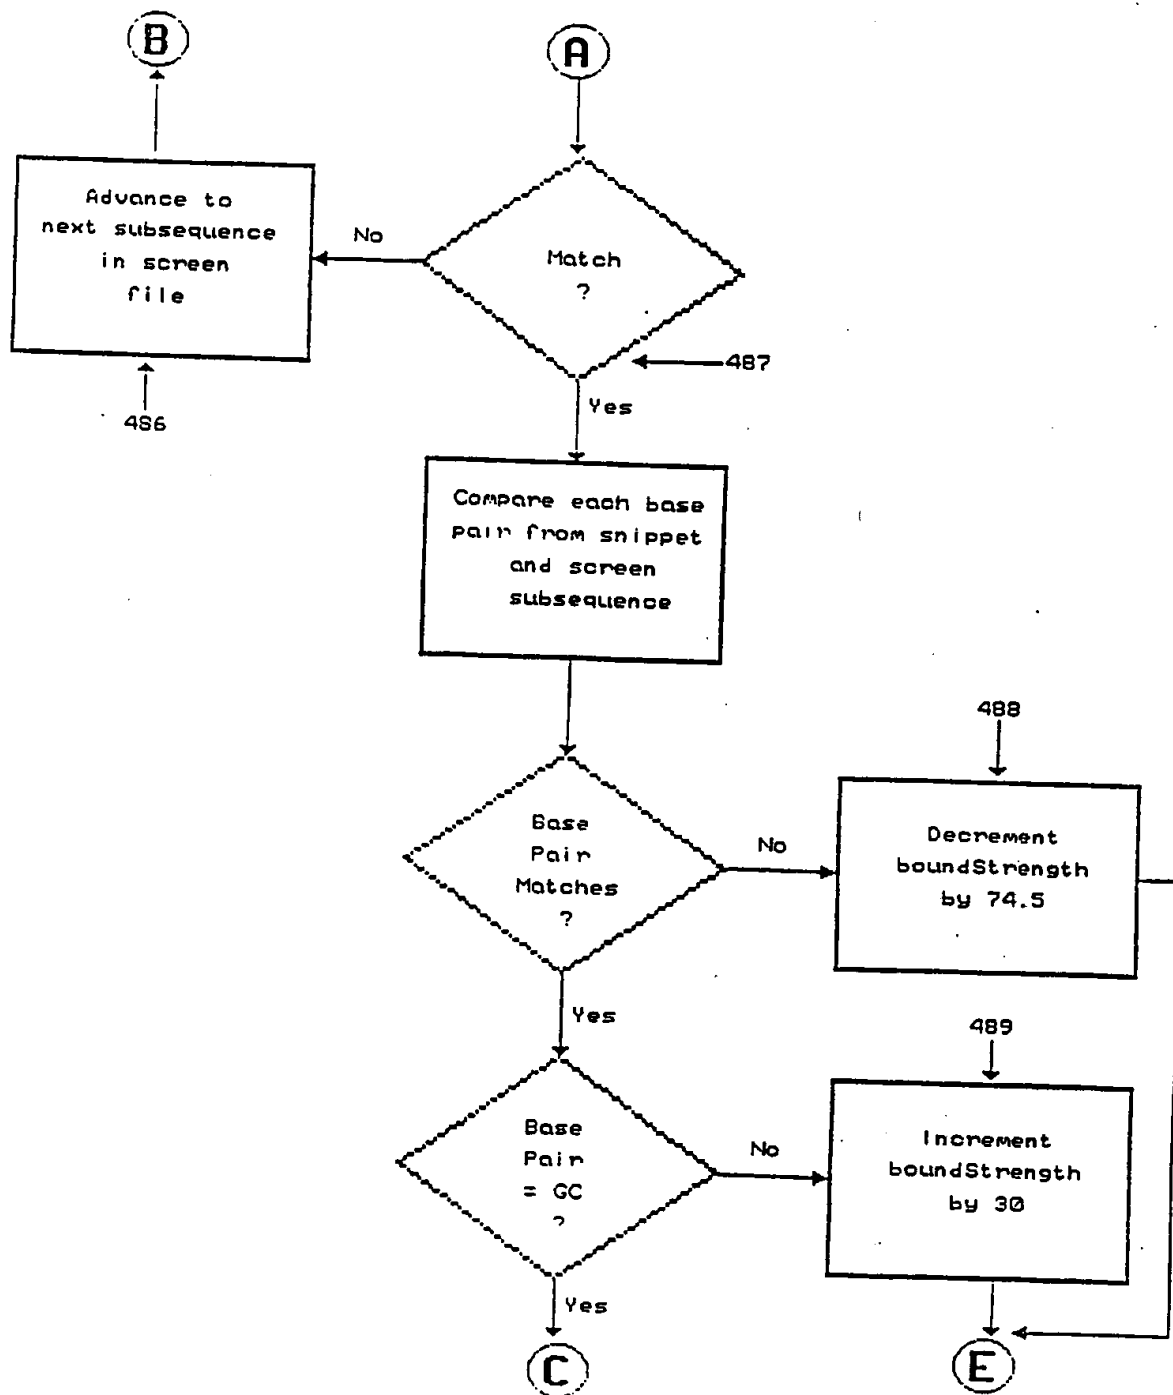 B
A
Advance to
next subsequence
in screen
file
No
Match
?
487
486
Yes
Compare each base
pair from snippet
and screen
subsequence
488
Base
Pair
Matches
?
No
Decrement
boundStrength
by 74.5
Yes
489
Base
Pair
= GC
?
No
Increment
boundStrength
by 30
Yes
C
E